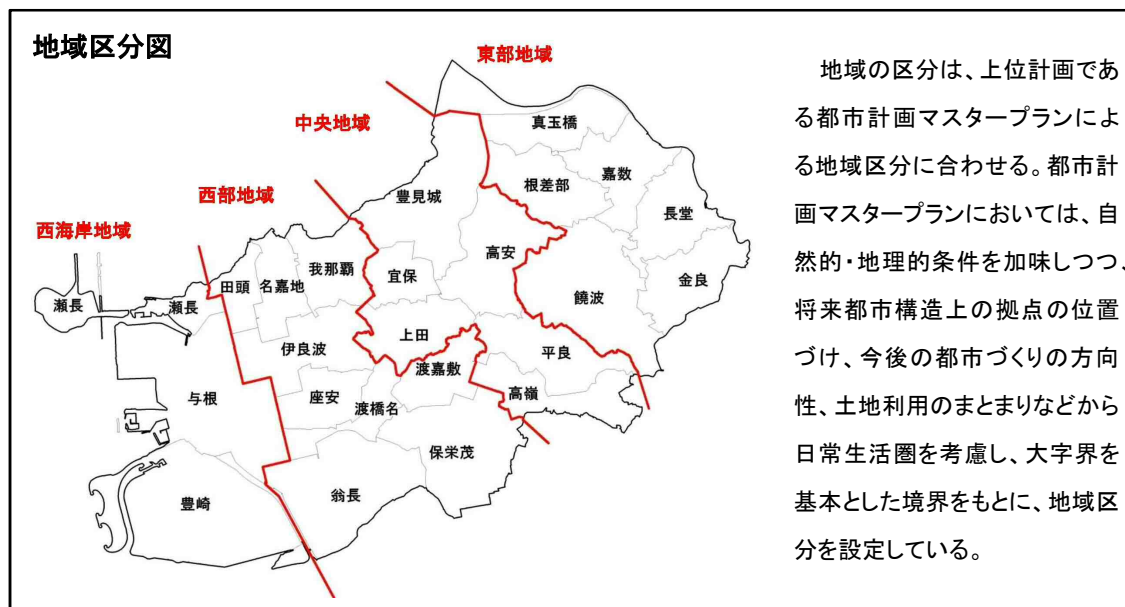 地域区分図
東部地域
中央地域
西部地域
西海岸地域
真玉橋
嘉数
根差部
長堂
豊見城
高安
金良
饒波
我那覇
宜保
田頭
名嘉地
瀬長
瀬長
上田
伊良波
平良
渡嘉敷
高嶺
与根
座安
渡橋名
保栄茂
翁長
豊崎
地域の区分は、上位計画であ
る都市計画マスタープランによ
る地域区分に合わせる。都市計
画マスタープランにおいては、自
然的・地理的条件を加味しつつ、
将来都市構造上の拠点の位置
づけ、今後の都市づくりの方向
性、土地利用のまとまりなどから
日常生活圏を考慮し、大字界を
基本とした境界をもとに、地域区
分を設定している。